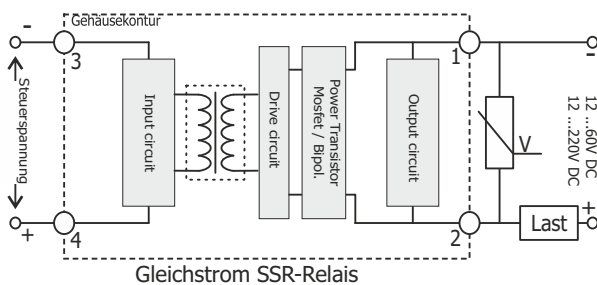 Gehäusekontur
-
3
1
-
Steuerspannung
Input circuit
Drive circuit
Power Transistor
Mosfet / Bipol.
Output circuit
V
12 ...60V DC
12 ...220V DC
+
4
2
Last
+
Gleichstrom SSR-Relais